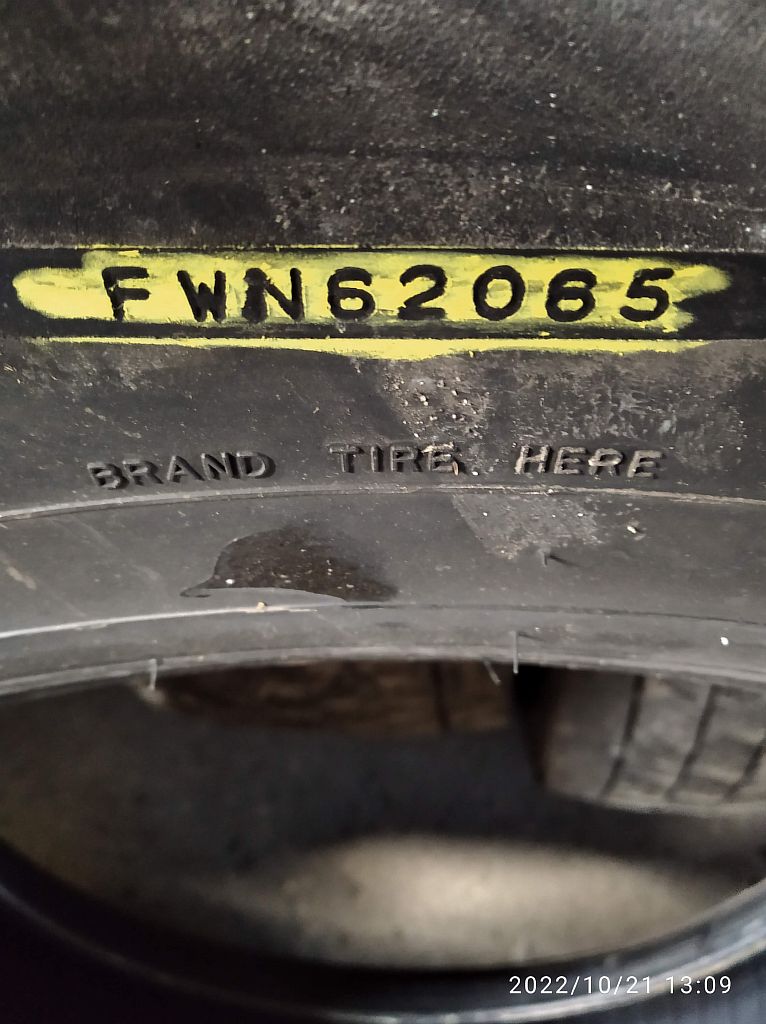 FWN62065
BRAND TIRE HERE
2022/10/21 13:09